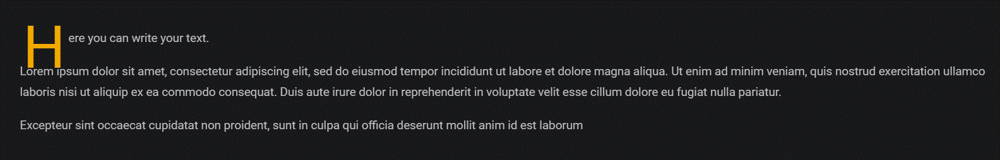 Here you can write your text.
Lorem ipsum dolor sit amet, consectetur adipiscing elit, sed do eiusmod tempor incididunt ut labore et dolore magna aliqua. Ut enim ad minim veniam, quis nostrud exercitation ullamco
laboris nisi ut aliquip ex ea commodo consequat. Duis aute irure dolor in reprehenderit in voluptate velit esse cillum dolore eu fugiat nulla pariatur.
Excepteur sint occaecat cupidatat non proident, sunt in culpa qui officia deserunt mollit anim id est laborum